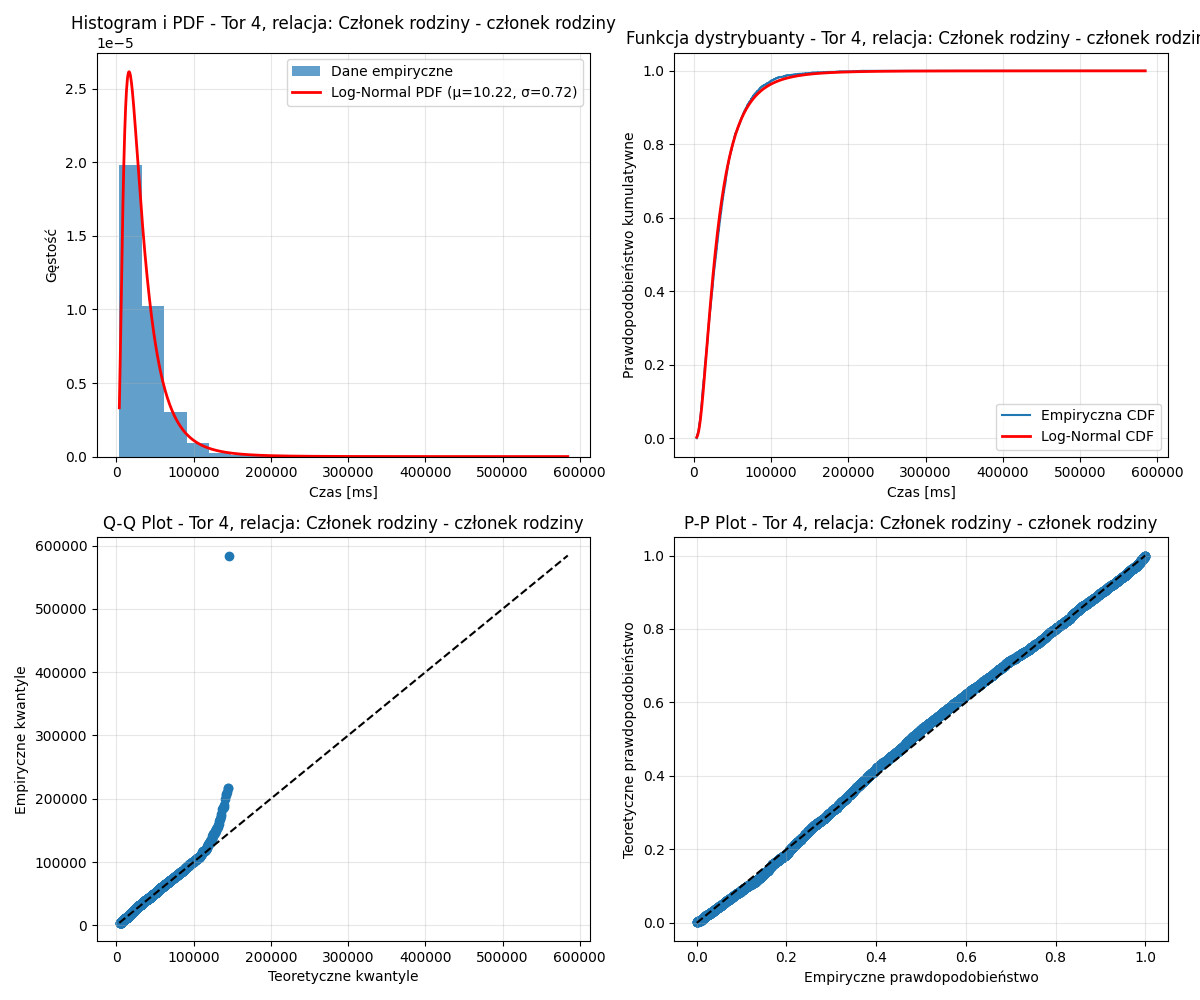 Histogram i PDF - Tor 4, relacja: Członek rodziny - członek rodziny
1e−5
Dane empiryczne
Log-Normal PDF (μ=10.22, σ=0.72)
2.5
2.0
1.5
1.0
0.5
0.0
Gęstość
0 100000 200000 300000 400000 500000 600000
Czas [ms]
Funkcja dystrybuanty - Tor 4, relacja: Członek rodziny - członek rodzin
1.0
0.8
0.6
0.4
0.2
0.0
Prawdopodobieństwo kumulatywne
Empiryczna CDF
Log-Normal CDF
0 100000 200000 300000 400000 500000 600000
Czas [ms]
Q-Q Plot - Tor 4, relacja: Członek rodziny - członek rodziny
600000
500000
400000
300000
200000
100000
0
Empiryczne kwantyle
0 100000 200000 300000 400000 500000 600000
Teoretyczne kwantyle
P-P Plot - Tor 4, relacja: Członek rodziny - członek rodziny
1.0
0.8
0.6
0.4
0.2
0.0
Teoretyczne prawdopodobieństwo
0.0 0.2 0.4 0.6 0.8 1.0
Empiryczne prawdopodobieństwo